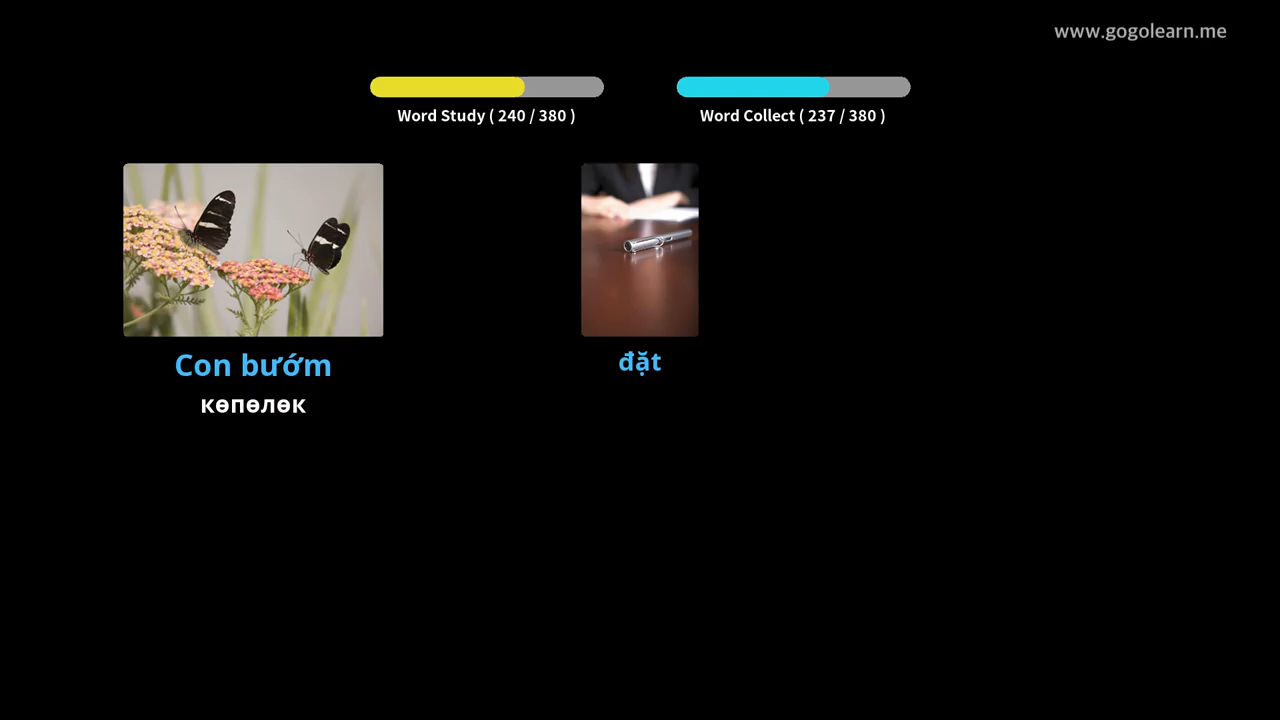 www.gogolearn.me
Word Study ( 240 / 380 )
Word Collect ( 237 / 380 )
Con bướm
көпөлөк
đặt